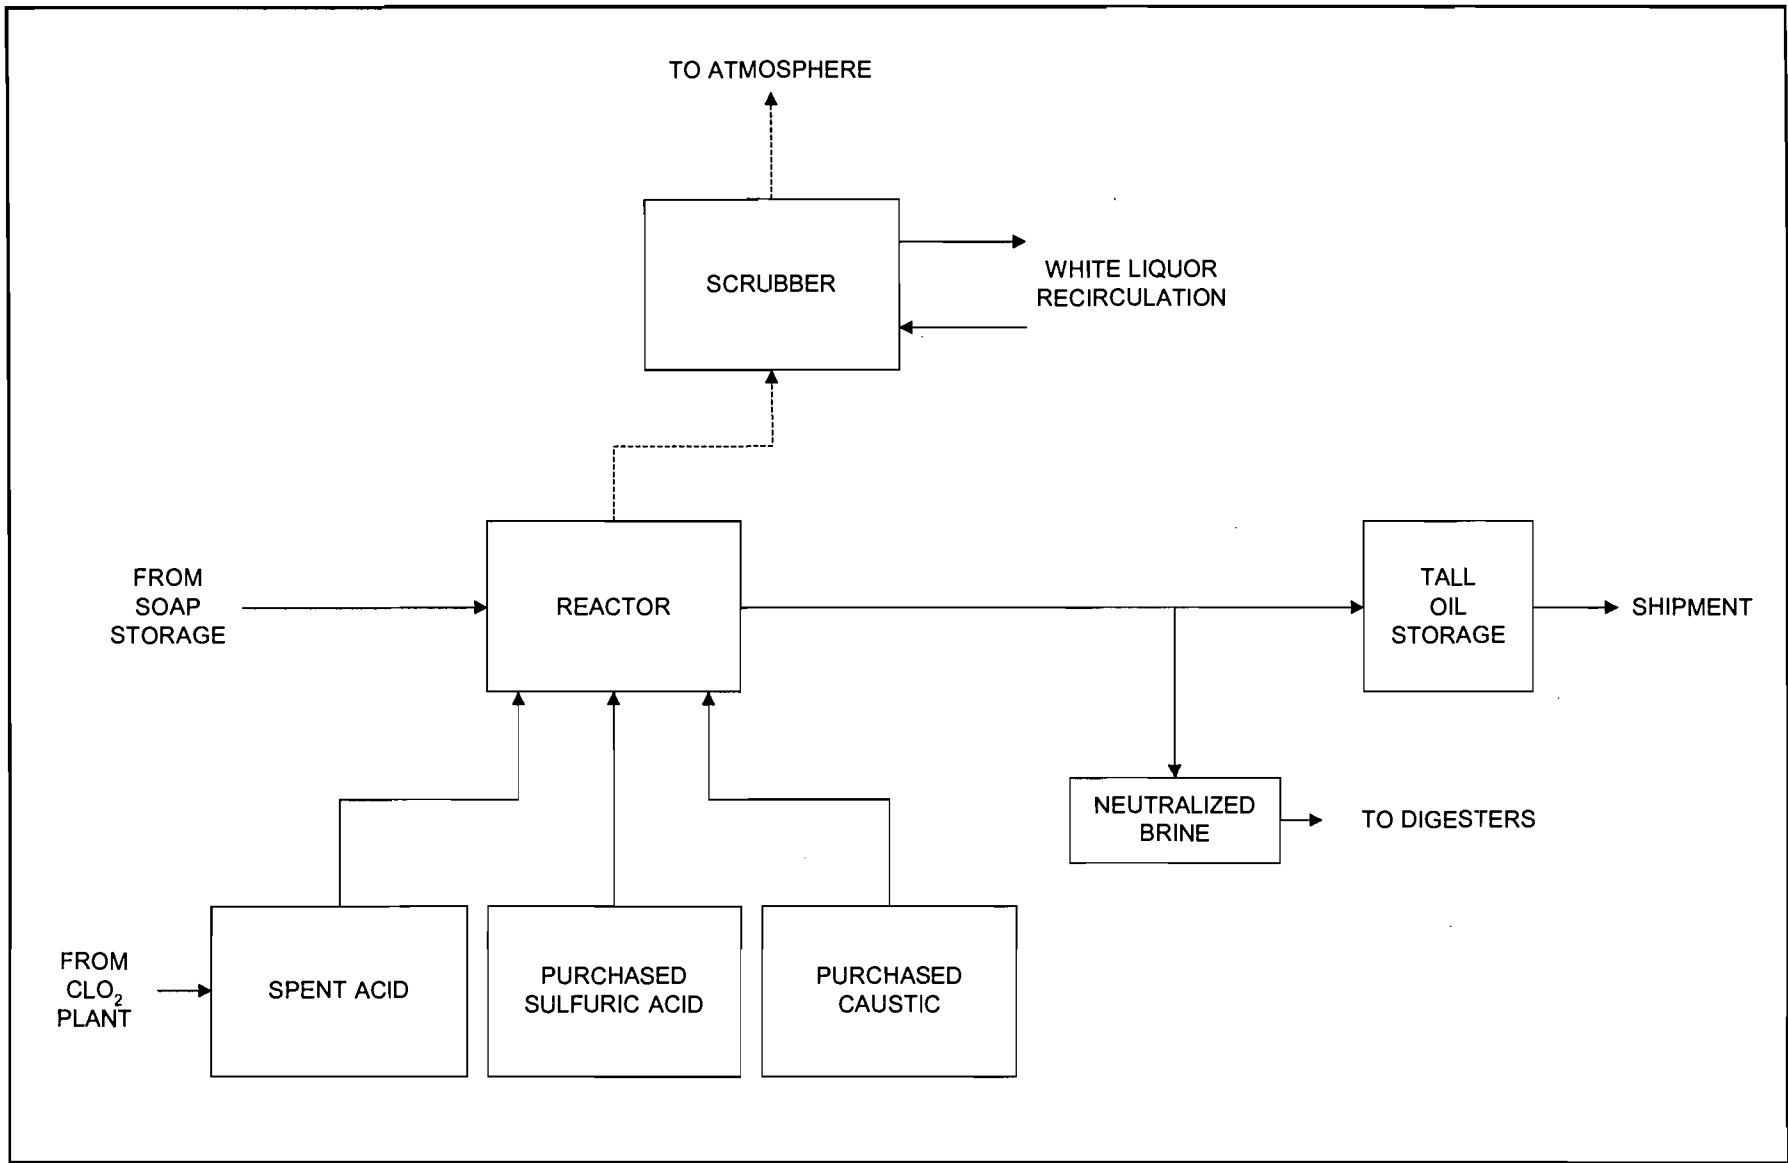 TO ATMOSPHERE
SCRUBBER
WHITE LIQUOR
RECIRCULATION
FROM
SOAP
STORAGE
REACTOR
TALL
OIL
STORAGE
SHIPMENT
NEUTRALIZED
BRINE
TO DIGESTERS
FROM
CLO₂
PLANT
SPENT ACID
PURCHASED
SULFURIC ACID
PURCHASED
CAUSTIC